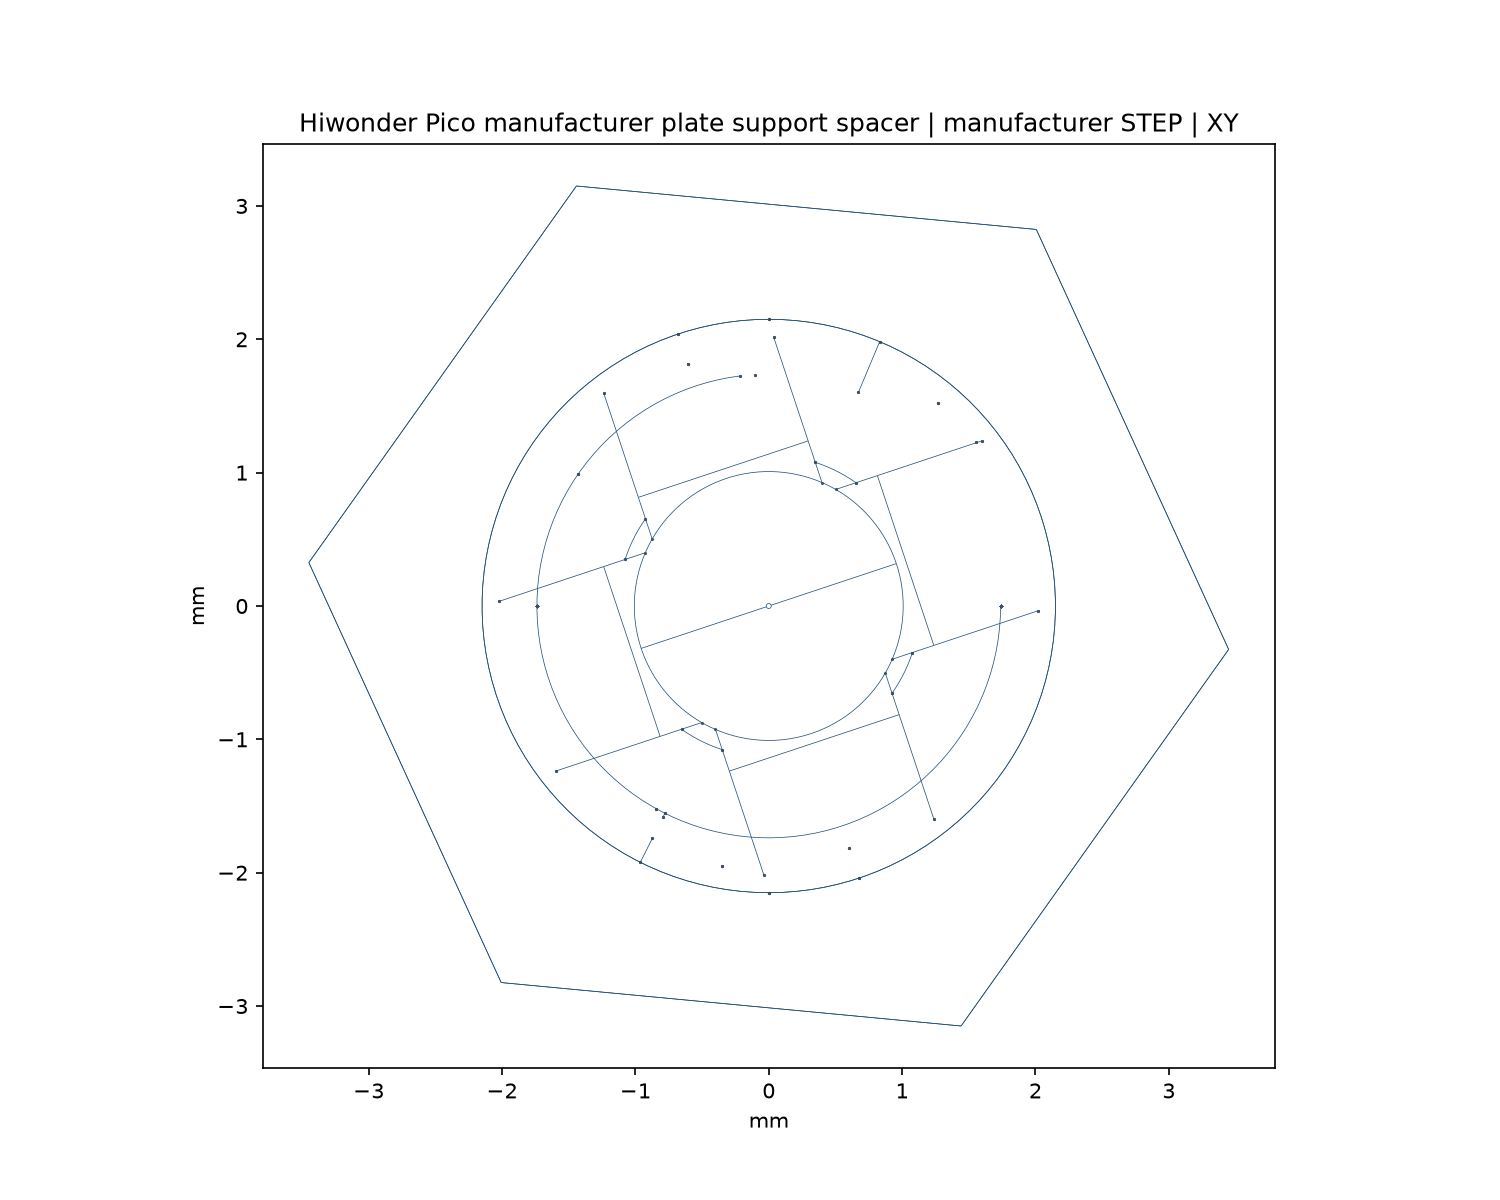 Hiwonder Pico manufacturer plate support spacer | manufacturer STEP | XY
3
2
1
0
−1
−2
−3
mm
−3 −2 −1 0 1 2 3
mm